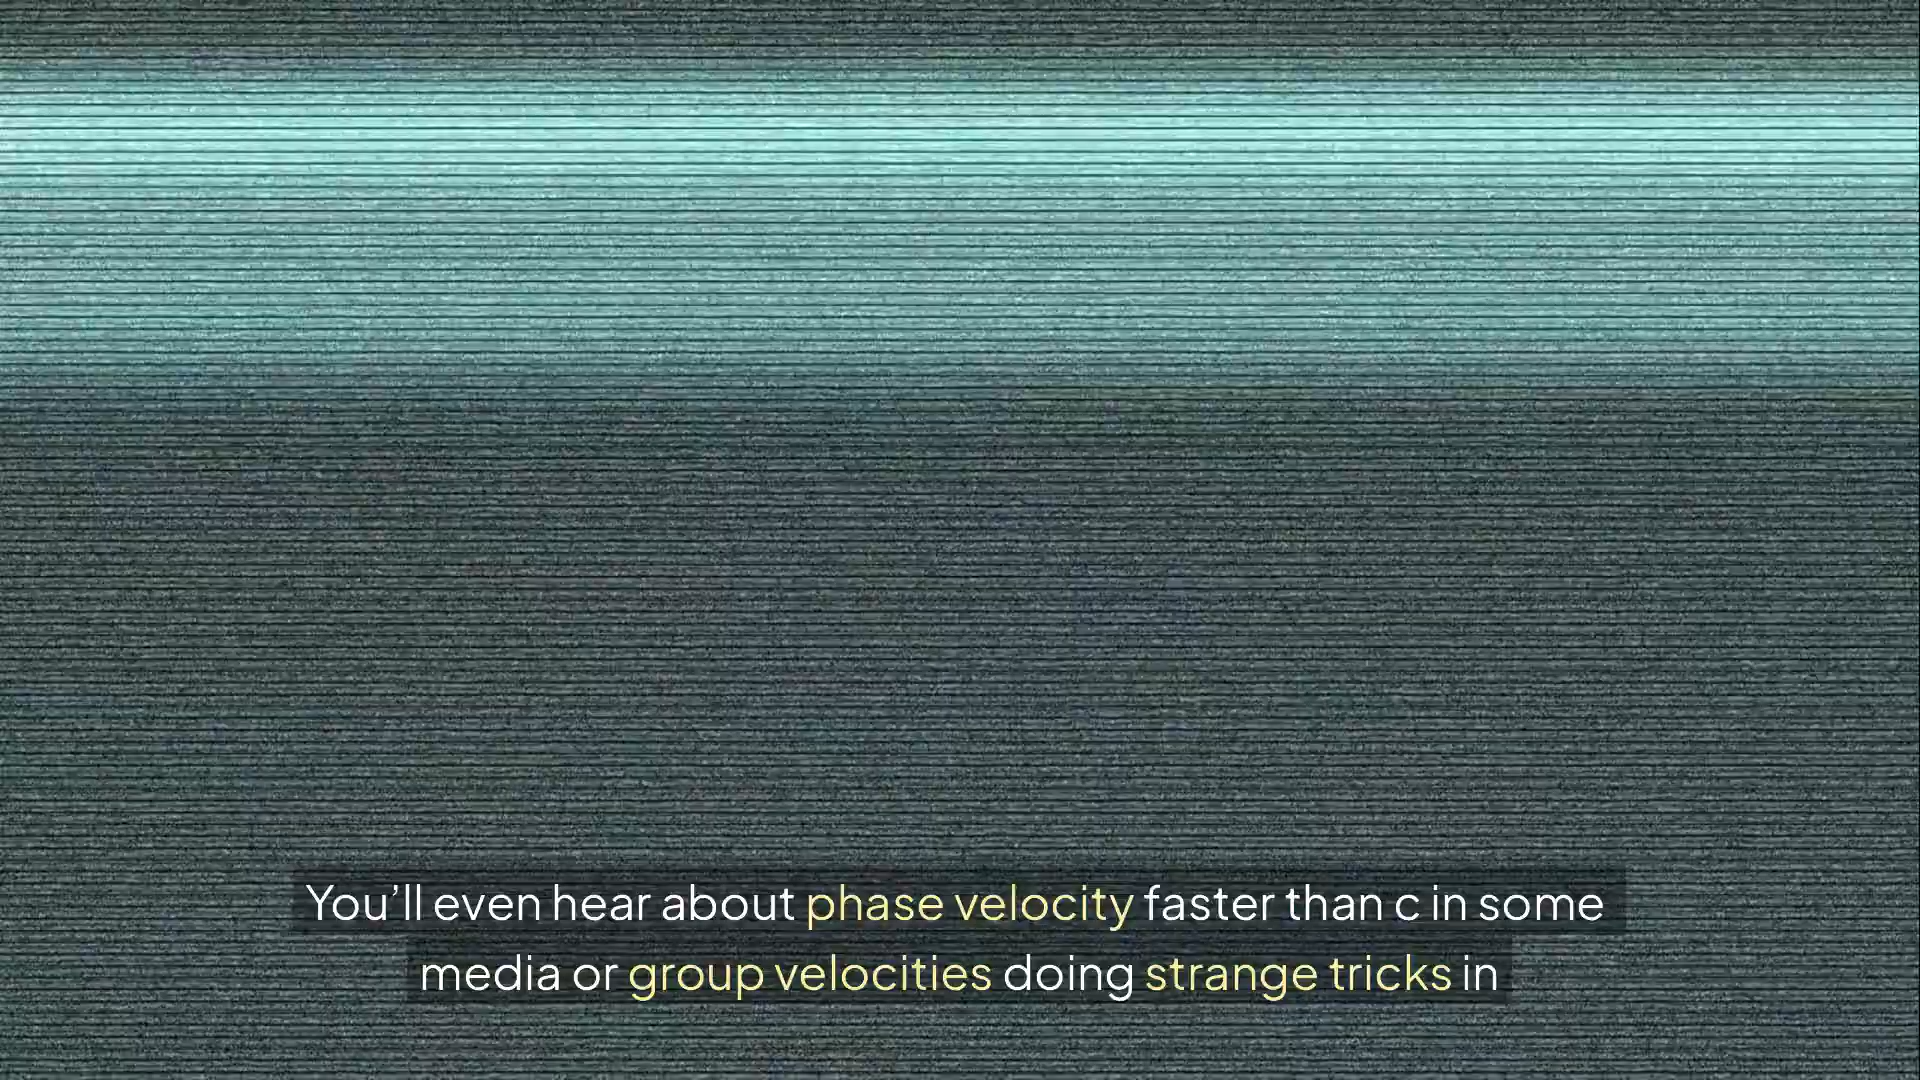 You’ll even hear about phase velocity faster than c in some
media or group velocities doing strange tricks in